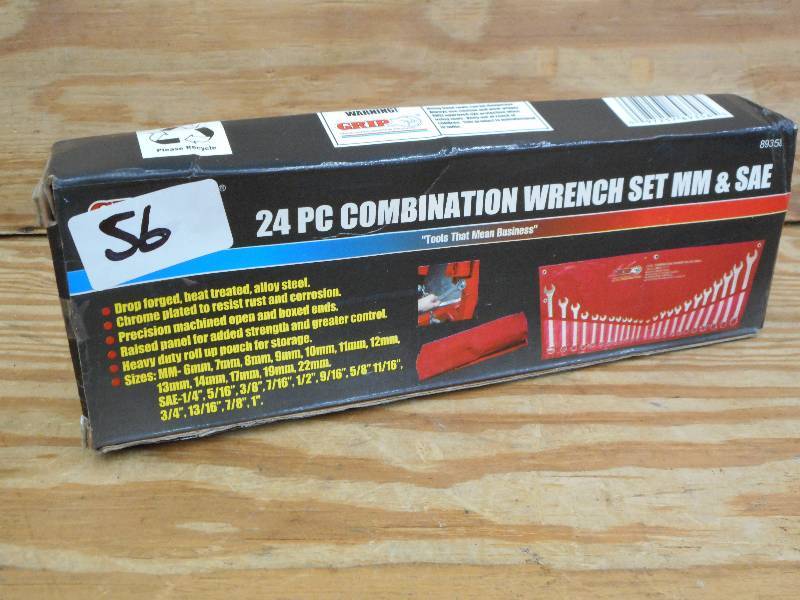 Please Recycle
WARNING!
GRIP
8935
56
®
24 PC COMBINATION WRENCH SET MM & SAE
"Tools That Mean Business"
Drop forged, heat treated, alloy steel.
Chrome plated to resist rust and corrosion.
Precision machined open and boxed ends.
Raised panel for added strength and greater control.
Heavy duty roll up pouch for storage.
Sizes: MM- 6mm, 7mm, 8mm, 9mm, 10mm, 11mm, 12mm,
13mm, 14mm, 17mm, 19mm, 22mm.
SAE-1/4", 5/16", 3/8", 7/16", 1/2", 9/16", 5/8" 11/16",
3/4", 13/16", 7/8", 1".